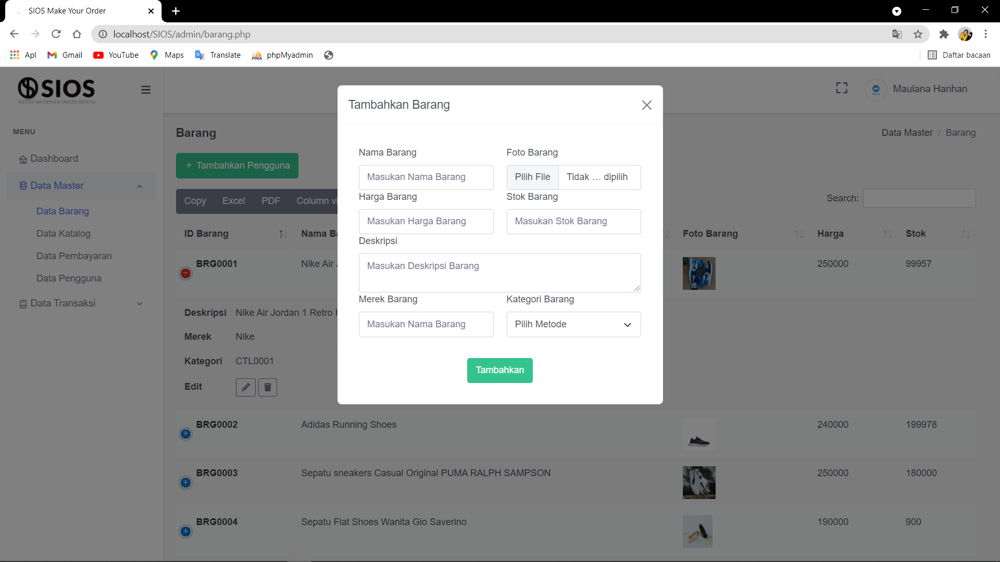 SIOS Make Your Order
localhost/SIOS/admin/barang.php
Apl Gmail YouTube Maps Translate phpMyadmin Daftar bacaan
SIOS
SISTEM INFORMASI ORDER SEPATU
Maulana Hanhan
MENU
Dashboard
Data Master
Data Barang
Data Katalog
Data Pembayaran
Data Pengguna
Data Transaksi
Barang
Data Master / Barang
+ Tambahkan Pengguna
Copy Excel PDF Column vi
Search:
ID Barang Nama Ba Foto Barang Harga Stok
BRG0001 Nike Air J 250000 99957
Deskripsi Nike Air Jordan 1 Retro H
Merek Nike
Kategori CTL0001
Edit
BRG0002 Adidas Running Shoes 240000 199978
BRG0003 Sepatu sneakers Casual Original PUMA RALPH SAMPSON 250000 180000
BRG0004 Sepatu Flat Shoes Wanita Gio Saverino 190000 900
Tambahkan Barang
Nama Barang Foto Barang
Masukan Nama Barang Pilih File Tidak ... dipilih
Harga Barang Stok Barang
Masukan Harga Barang Masukan Stok Barang
Deskripsi
Masukan Deskripsi Barang
Merek Barang Kategori Barang
Masukan Nama Barang Pilih Metode
Tambahkan